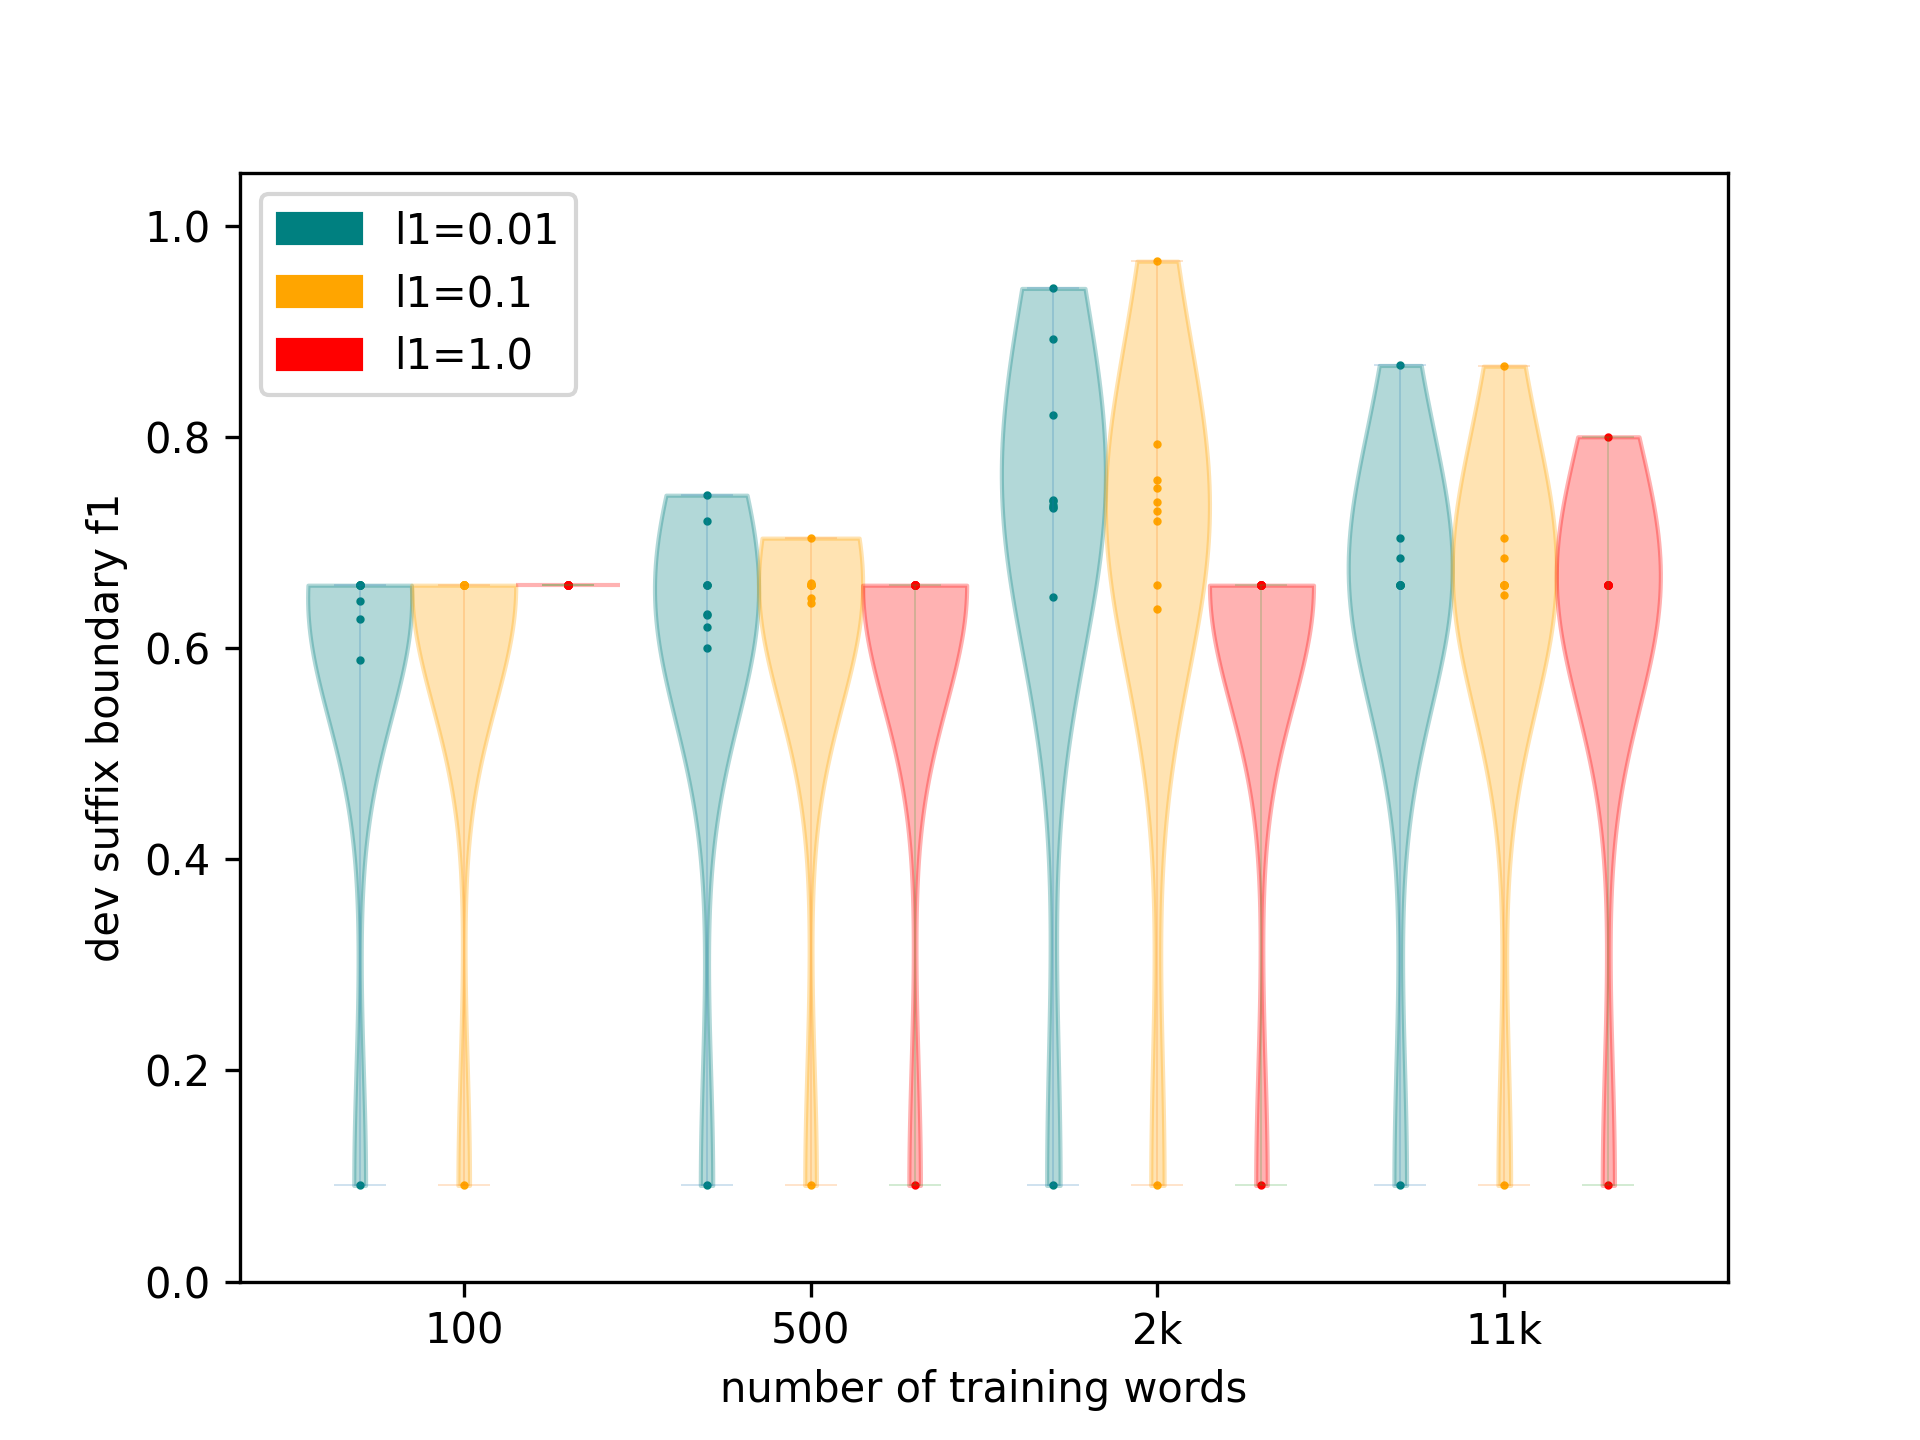 l1=0.01
l1=0.1
l1=1.0
1.0
0.8
0.6
0.4
0.2
0.0
dev suffix boundary f1
100 500 2k 11k
number of training words